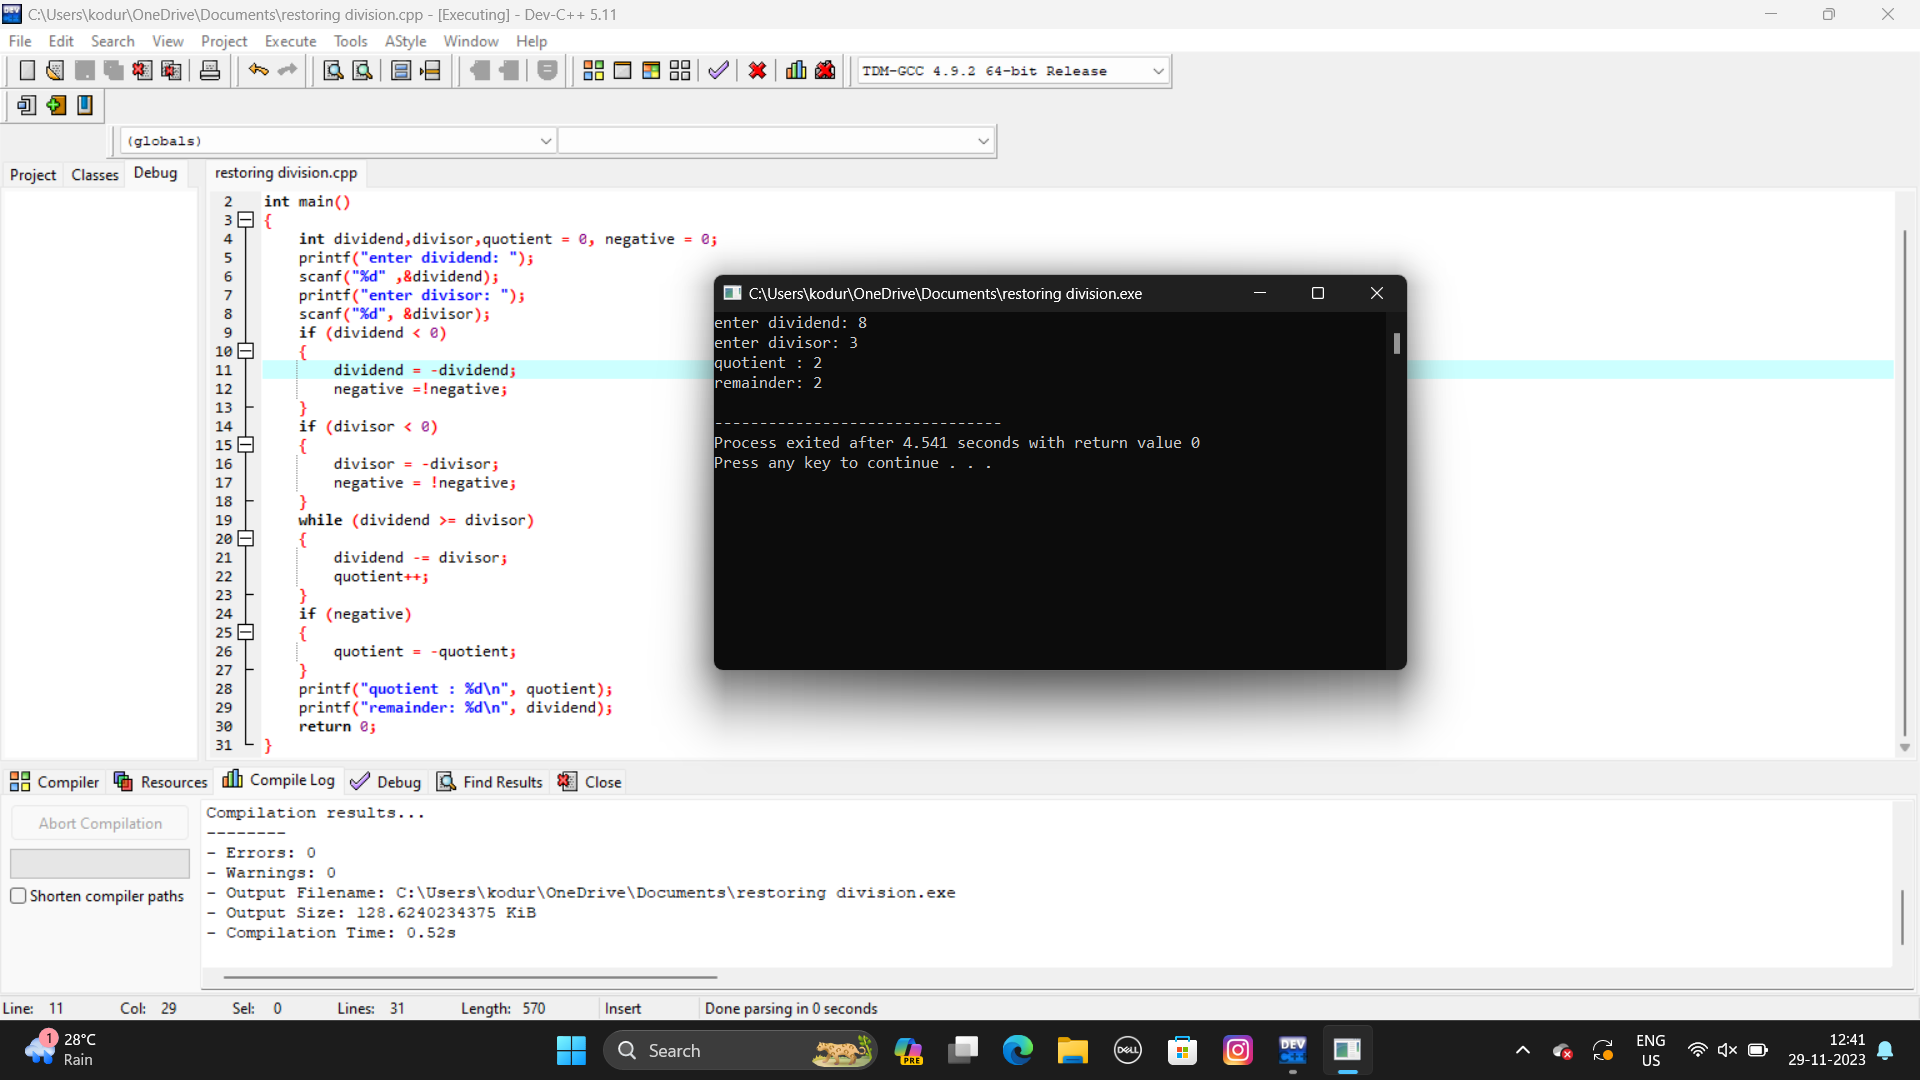 C:\Users\kodur\OneDrive\Documents\restoring division.cpp - [Executing] - Dev-C++ 5.11
File Edit Search View Project Execute Tools AStyle Window Help
TDM-GCC 4.9.2 64-bit Release
(globals)
Project Classes Debug
restoring division.cpp
2 int main()
3 {
4 int dividend,divisor,quotient = 0, negative = 0;
5 printf("enter dividend: ");
6 scanf("%d" ,&dividend);
7 printf("enter divisor: ");
8 scanf("%d", &divisor);
9 if (dividend < 0)
10 {
11 dividend = -dividend;
12 negative =!negative;
13 }
14 if (divisor < 0)
15 {
16 divisor = -divisor;
17 negative = !negative;
18 }
19 while (dividend >= divisor)
20 {
21 dividend -= divisor;
22 quotient++;
23 }
24 if (negative)
25 {
26 quotient = -quotient;
27 }
28 printf("quotient : %d\n", quotient);
29 printf("remainder: %d\n", dividend);
30 return 0;
31 }
C:\Users\kodur\OneDrive\Documents\restoring division.exe
enter dividend: 8
enter divisor: 3
quotient : 2
remainder: 2
--------------------------------
Process exited after 4.541 seconds with return value 0
Press any key to continue . . .
Compiler Resources Compile Log Debug Find Results Close
Abort Compilation
Shorten compiler paths
Compilation results...
--------
- Errors: 0
- Warnings: 0
- Output Filename: C:\Users\kodur\OneDrive\Documents\restoring division.exe
- Output Size: 128.6240234375 KiB
- Compilation Time: 0.52s
Line: 11 Col: 29 Sel: 0 Lines: 31 Length: 570 Insert Done parsing in 0 seconds
1
28°C
Rain
Search
PRE
DELL
DEV
C++
ENG
US
12:41
29-11-2023